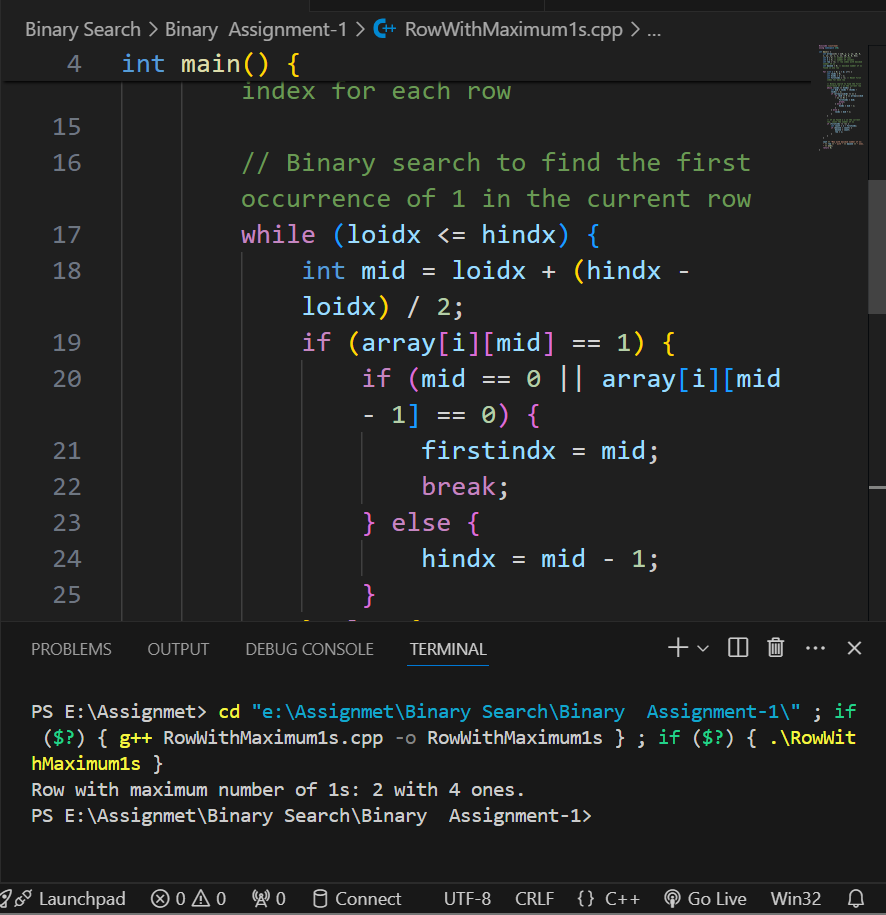 Binary Search > Binary  Assignment-1 > RowWithMaximum1s.cpp > ...
4 int main() {
index for each row
15
16 // Binary search to find the first
occurrence of 1 in the current row
17 while (loidx <= hindx) {
18 int mid = loidx + (hindx -
loidx) / 2;
19 if (array[i][mid] == 1) {
20 if (mid == 0 || array[i][mid
- 1] == 0) {
21 firstindx = mid;
22 break;
23 } else {
24 hindx = mid - 1;
25 }
PROBLEMS OUTPUT DEBUG CONSOLE TERMINAL
PS E:\Assignmet> cd "e:\Assignmet\Binary Search\Binary  Assignment-1\" ; if
($?) { g++ RowWithMaximum1s.cpp -o RowWithMaximum1s } ; if ($?) { .\RowWit
hMaximum1s }
Row with maximum number of 1s: 2 with 4 ones.
PS E:\Assignmet\Binary Search\Binary  Assignment-1>
Launchpad 0 0 0 Connect UTF-8 CRLF {} C++ Go Live Win32